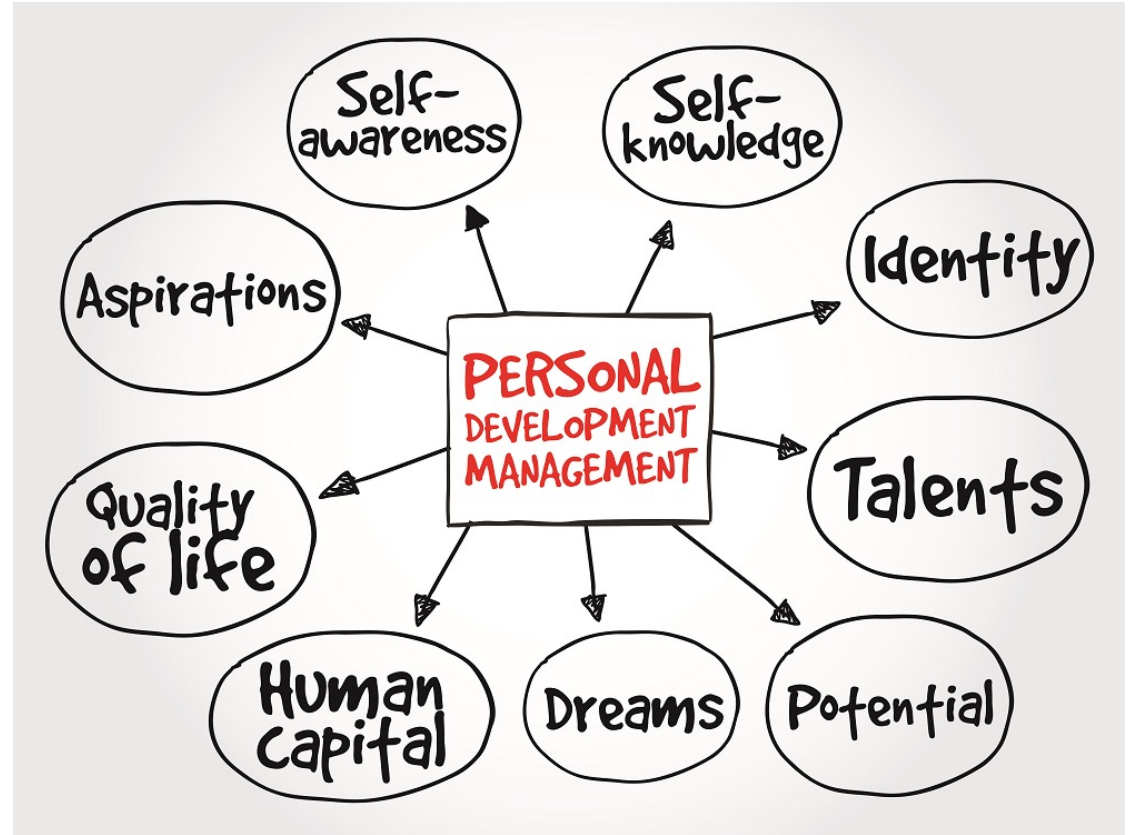 Self-
awareness
Self-
knowledge
Identity
Aspirations
PERSONAL
DEVELOPMENT
MANAGEMENT
Talents
Quality
of life
Human
capital
Dreams
Potential